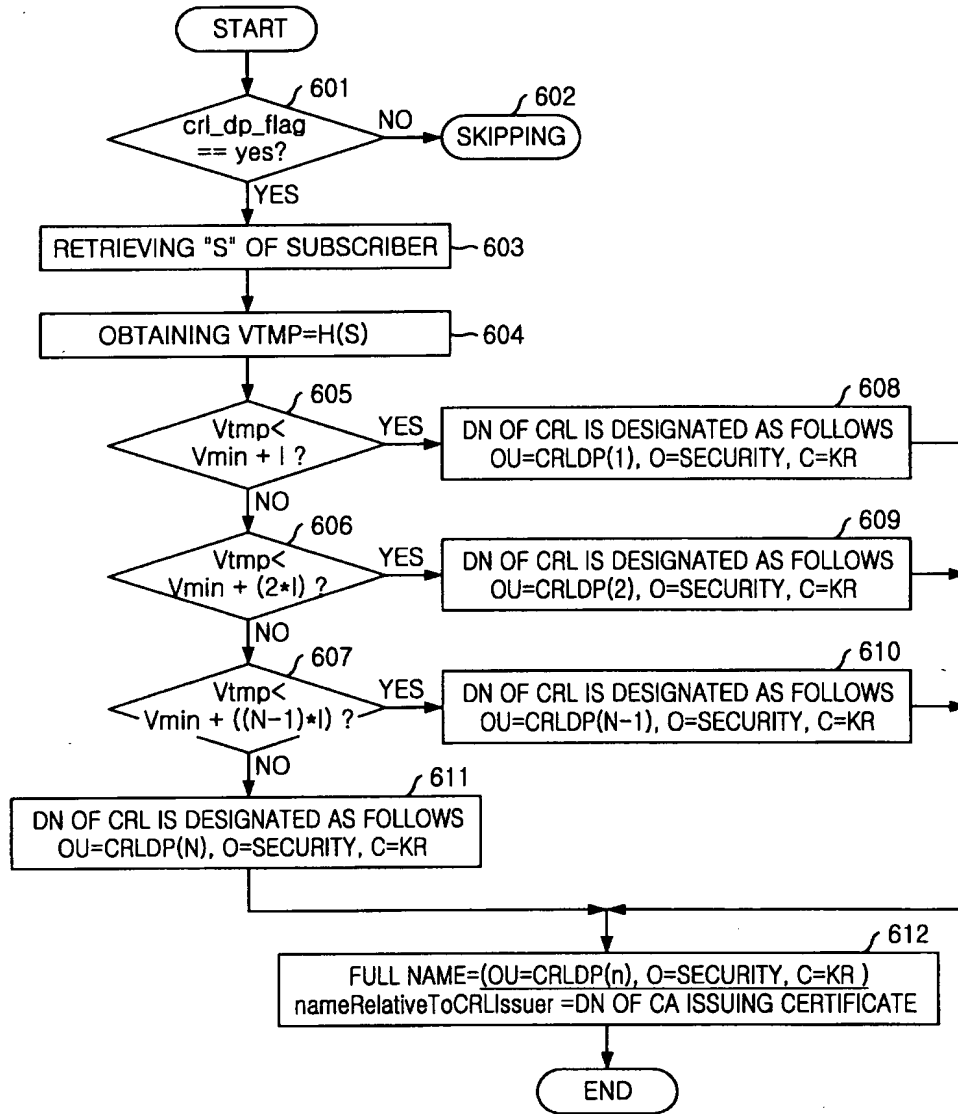 START
601
crl_dp_flag
== yes?
NO
602
SKIPPING
YES
RETRIEVING "S" OF SUBSCRIBER
603
OBTAINING VTMP=H(S)
604
605
Vtmp<
Vmin + I ?
YES
608
DN OF CRL IS DESIGNATED AS FOLLOWS
OU=CRLDP(1), O=SECURITY, C=KR
NO
606
Vtmp<
Vmin + (2*I) ?
YES
609
DN OF CRL IS DESIGNATED AS FOLLOWS
OU=CRLDP(2), O=SECURITY, C=KR
NO
607
Vtmp<
Vmin + ((N-1)*I) ?
YES
610
DN OF CRL IS DESIGNATED AS FOLLOWS
OU=CRLDP(N-1), O=SECURITY, C=KR
NO
611
DN OF CRL IS DESIGNATED AS FOLLOWS
OU=CRLDP(N), O=SECURITY, C=KR
612
FULL NAME=(OU=CRLDP(n), O=SECURITY, C=KR )
nameRelativeToCRLIssuer =DN OF CA ISSUING CERTIFICATE
END